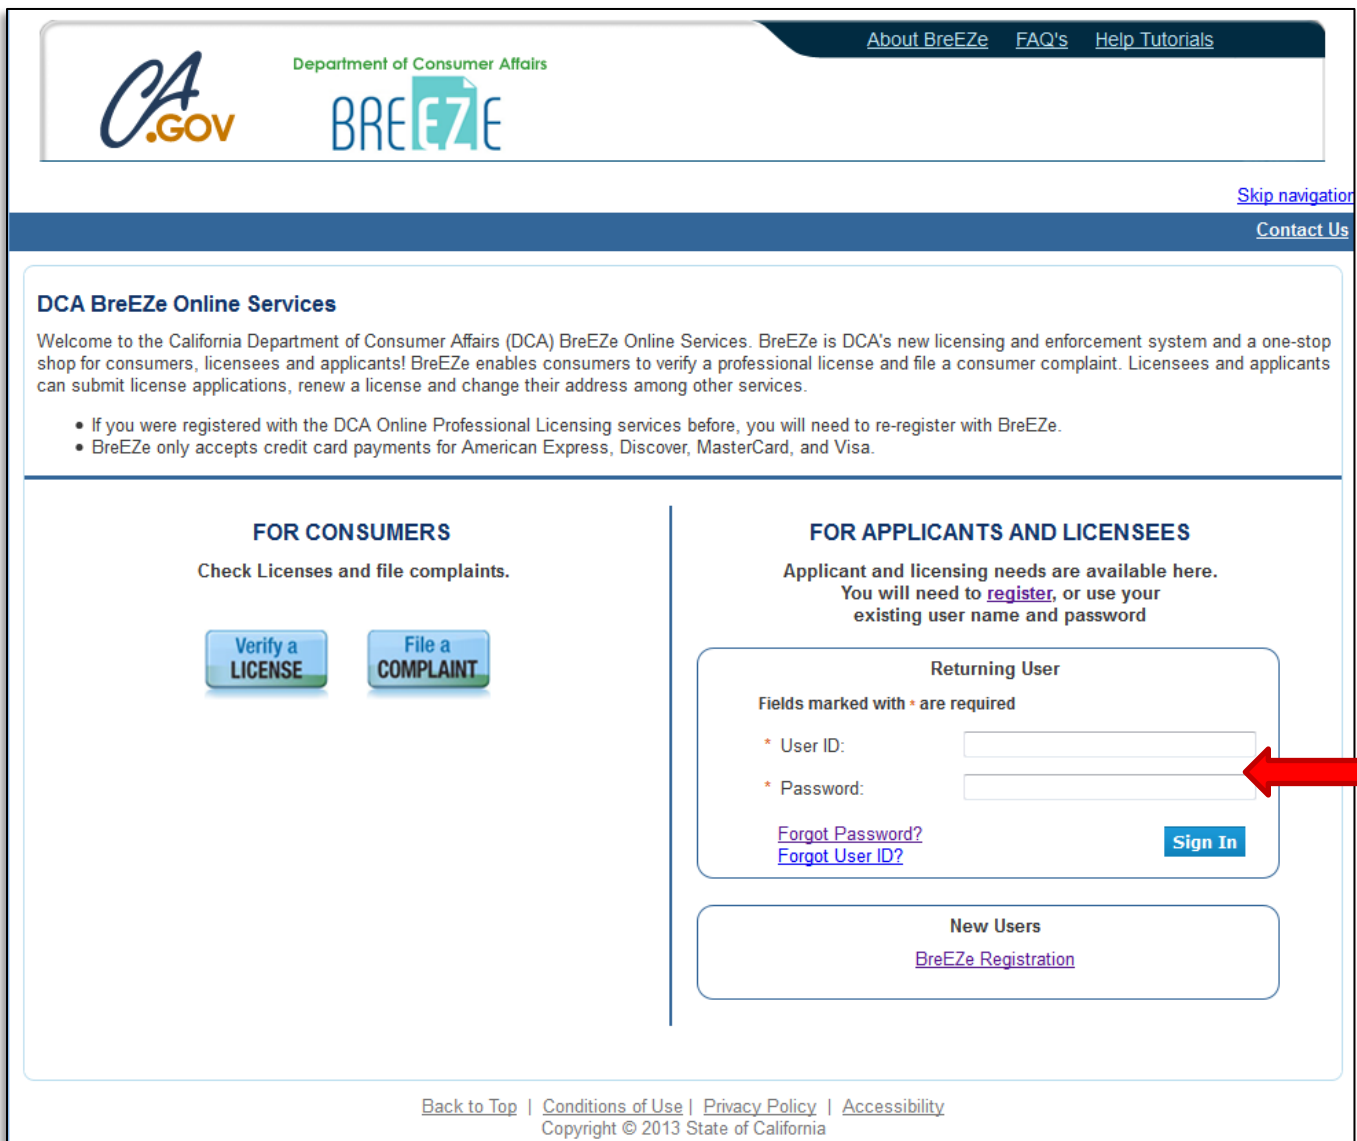 About BreEZe FAQ's Help Tutorials
CA.GOV
Department of Consumer Affairs
BREEZE
Skip navigation
Contact Us
DCA BreEZe Online Services
Welcome to the California Department of Consumer Affairs (DCA) BreEZe Online Services. BreEZe is DCA's new licensing and enforcement system and a one-stop
shop for consumers, licensees and applicants! BreEZe enables consumers to verify a professional license and file a consumer complaint. Licensees and applicants
can submit license applications, renew a license and change their address among other services.
• If you were registered with the DCA Online Professional Licensing services before, you will need to re-register with BreEZe.
• BreEZe only accepts credit card payments for American Express, Discover, MasterCard, and Visa.
FOR CONSUMERS
Check Licenses and file complaints.
Verify a
LICENSE
File a
COMPLAINT
FOR APPLICANTS AND LICENSEES
Applicant and licensing needs are available here.
You will need to register, or use your
existing user name and password
Returning User
Fields marked with * are required
* User ID:
* Password:
Forgot Password?
Forgot User ID?
Sign In
New Users
BreEZe Registration
Back to Top | Conditions of Use | Privacy Policy | Accessibility
Copyright © 2013 State of California